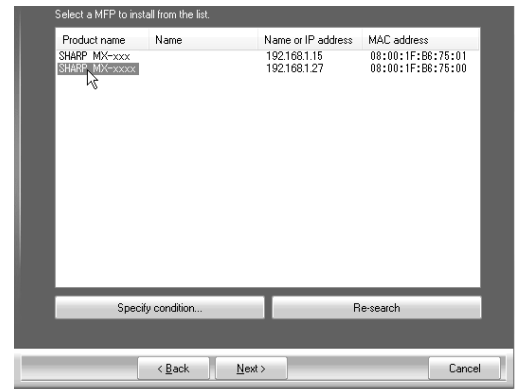 Select a MFP to install from the list.
Product name Name Name or IP address MAC address
SHARP MX-xxx 192.168.1.15 08:00:1F:B6:75:01
SHARP MX-xxxx 192.168.1.27 08:00:1F:B6:75:00
Specify condition... Re-search
< Back Next > Cancel